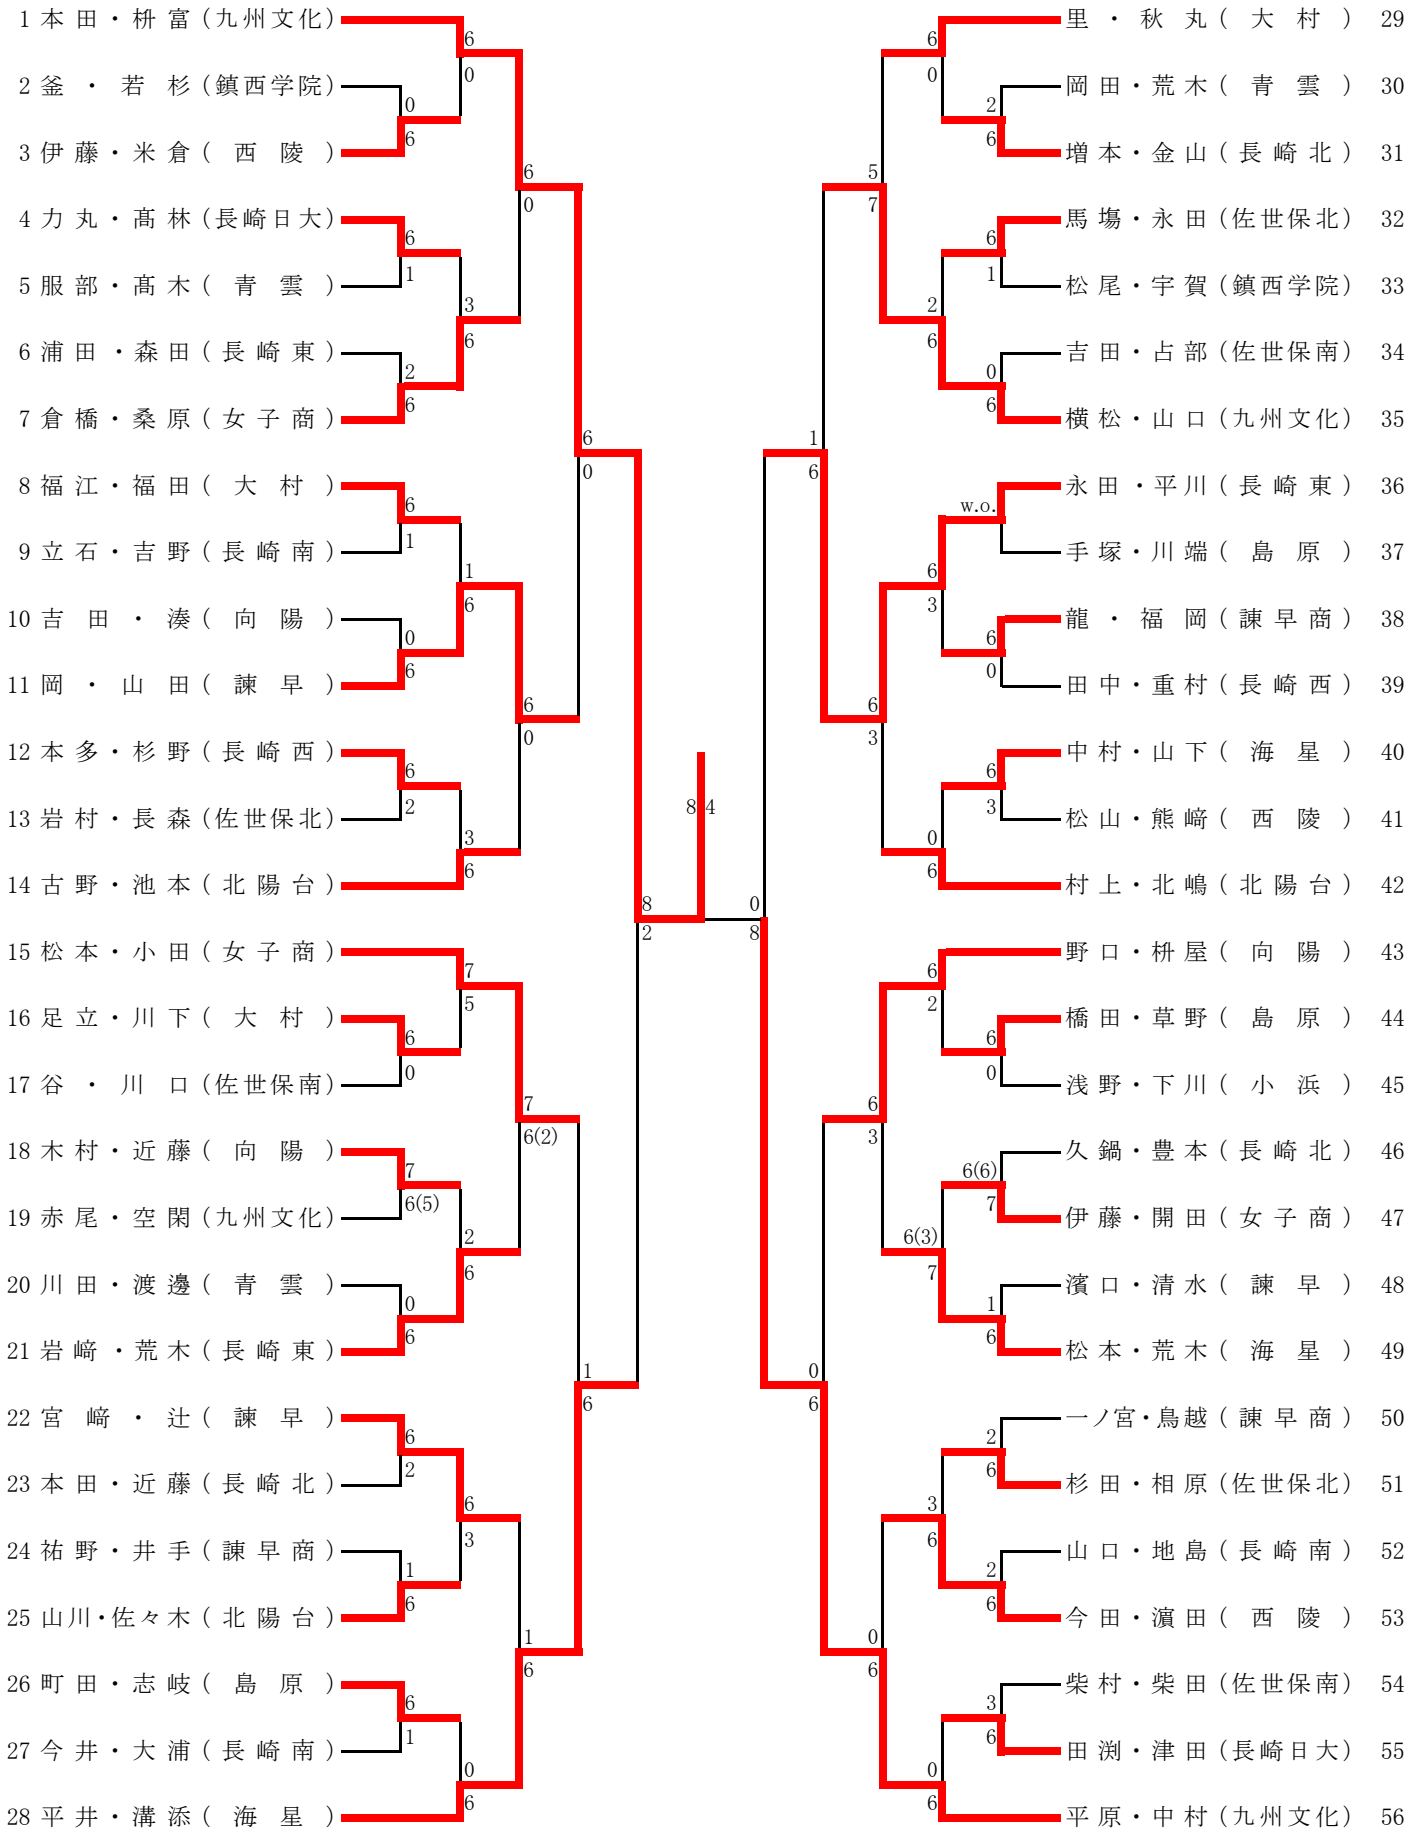 1 本田・枡富(九州文化)
6
0
2 釜・若杉(鎮西学院)
0
6
3 伊藤・米倉(西陵)
6
0
4 力丸・髙林(長崎日大)
6
1
5 服部・髙木(青雲)
3
6
6 浦田・森田(長崎東)
2
6
7 倉橋・桑原(女子商)
6
0
8 福江・福田(大村)
6
1
9 立石・吉野(長崎南)
1
6
10 吉田・湊(向陽)
0
6
11 岡・山田(諫早)
6
0
12 本多・杉野(長崎西)
6
2
13 岩村・長森(佐世保北)
3
6
14 古野・池本(北陽台)
8
2
15 松本・小田(女子商)
7
5
16 足立・川下(大村)
6
0
17 谷・川口(佐世保南)
7
6(2)
18 木村・近藤(向陽)
7
6(5)
19 赤尾・空閑(九州文化)
2
6
20 川田・渡邊(青雲)
0
6
21 岩﨑・荒木(長崎東)
1
6
22 宮﨑・辻(諫早)
6
2
23 本田・近藤(長崎北)
6
3
24 祐野・井手(諫早商)
1
6
25 山川・佐々木(北陽台)
1
6
26 町田・志岐(島原)
6
1
27 今井・大浦(長崎南)
0
6
28 平井・溝添(海星)
8 4
里・秋丸(大村) 29
6
0
岡田・荒木(青雲) 30
2
6
増本・金山(長崎北) 31
5
7
馬場・永田(佐世保北) 32
6
1
松尾・宇賀(鎮西学院) 33
2
6
吉田・占部(佐世保南) 34
0
6
横松・山口(九州文化) 35
1
6
永田・平川(長崎東) 36
w.o.
手塚・川端(島原) 37
6
3
龍・福岡(諫早商) 38
6
0
田中・重村(長崎西) 39
6
3
中村・山下(海星) 40
6
3
松山・熊﨑(西陵) 41
0
6
村上・北嶋(北陽台) 42
0
8
野口・枡屋(向陽) 43
6
2
橋田・草野(島原) 44
6
0
浅野・下川(小浜) 45
6
3
久鍋・豊本(長崎北) 46
6(6)
7
伊藤・開田(女子商) 47
6(3)
7
濱口・清水(諫早) 48
1
6
松本・荒木(海星) 49
0
6
一ノ宮・鳥越(諫早商) 50
2
6
杉田・相原(佐世保北) 51
3
6
山口・地島(長崎南) 52
2
6
今田・濵田(西陵) 53
0
6
柴村・柴田(佐世保南) 54
3
6
田渕・津田(長崎日大) 55
0
6
平原・中村(九州文化) 56